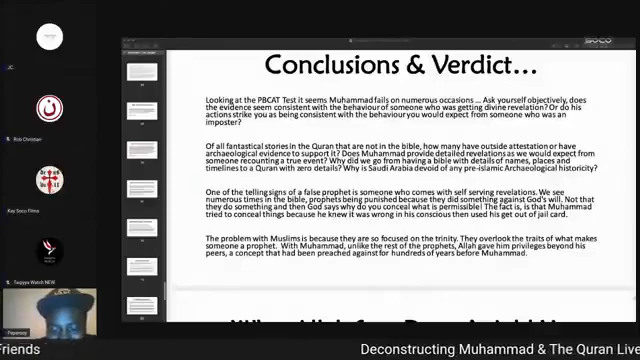 JC
Rob Christian
Kay Soco Films
Taqiyya Watch NEW
Papaney
Conclusions & Verdict...
Looking at the PBCAT Test it seems Muhammad fails on numerous occasions ... Ask yourself objectively, does
the evidence seem consistent with the behaviour of someone who was getting divine revelation? Or do his
actions strike you as being consistent with the behaviour you would expect from someone who was an
imposter?
Of all fantastical stories in the Quran that are not in the bible, how many have outside attestation or have
archaeological evidence to support it? Does Muhammad provide detailed revelations as we would expect from
someone recounting a true event? Why did we go from having a bible with details of names, places and
timelines to a Quran with zero details? Why is Saudi Arabia devoid of any pre-islamic Archaeological historicity?
One of the telling signs of a false prophet is someone who comes with self serving revelations. We see
numerous times in the bible, prophets being punished because they did something against God's will. Not that
they do something and then God says why do you conceal what is permissible! The fact is, is that Muhammad
tried to conceal things because he knew it was wrong in his conscious then used his get out of jail card.
The problem with Muslims is because they are so focused on the trinity. They overlook the traits of what makes
someone a prophet. With Muhammad, unlike the rest of the prophets, Allah gave him privileges beyond his
peers, a concept that had been preached against for hundreds of years before Muhammad.
Friends
Deconstructing Muhammad & The Quran Live